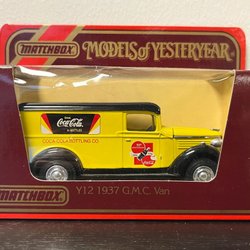 MATCHBOX
MODELS OF YESTERYEAR
Coca-Cola
COCA-COLA BOTTLING CO.
MATCHBOX
Y12 1937 G.M.C. Van